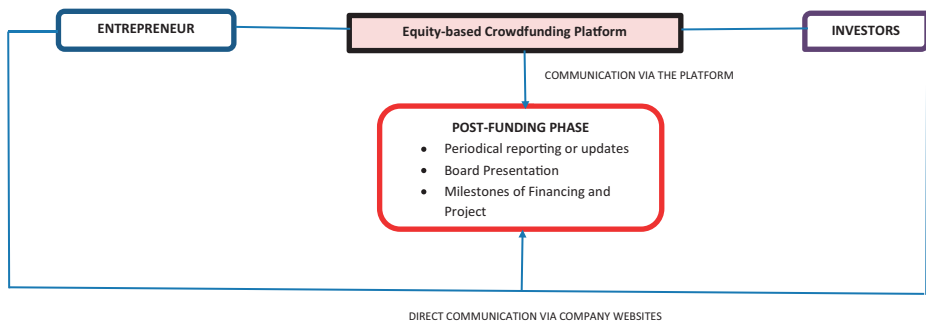 ENTREPRENEUR
Equity-based Crowdfunding Platform
INVESTORS
COMMUNICATION VIA THE PLATFORM
POST-FUNDING PHASE
• Periodical reporting or updates
• Board Presentation
• Milestones of Financing and
Project
DIRECT COMMUNICATION VIA COMPANY WEBSITES